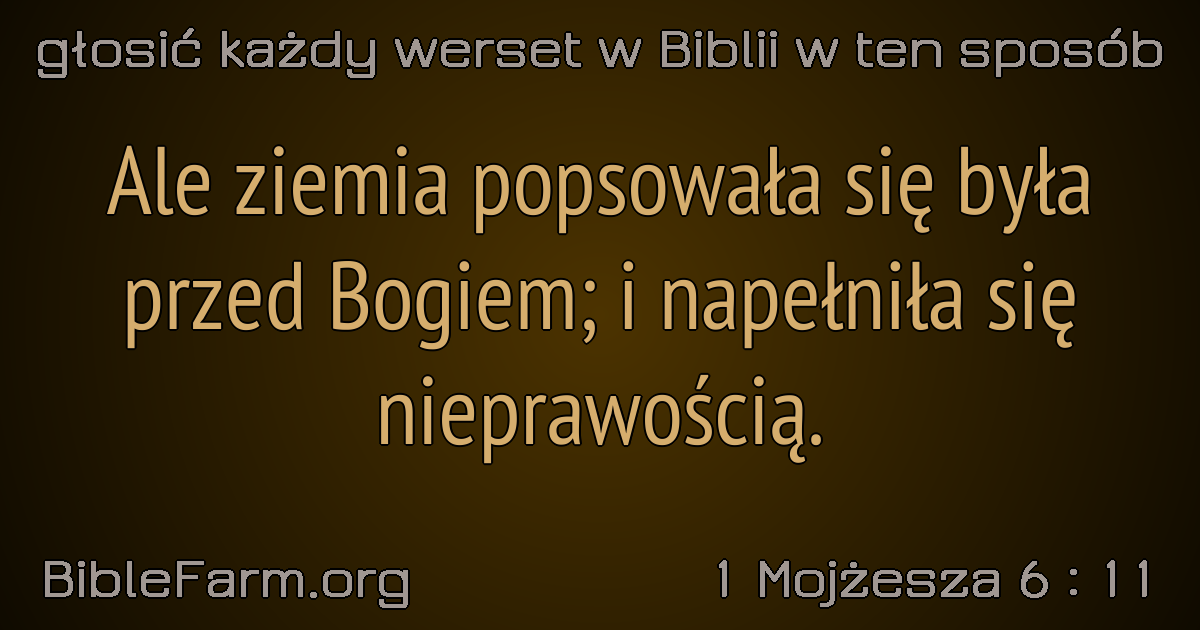 głosić każdy werset w Biblii w ten sposób
Ale ziemia popsowała się była
przed Bogiem; i napełniła się
nieprawością.
BibleFarm.org
1 Mojżesza 6 : 11